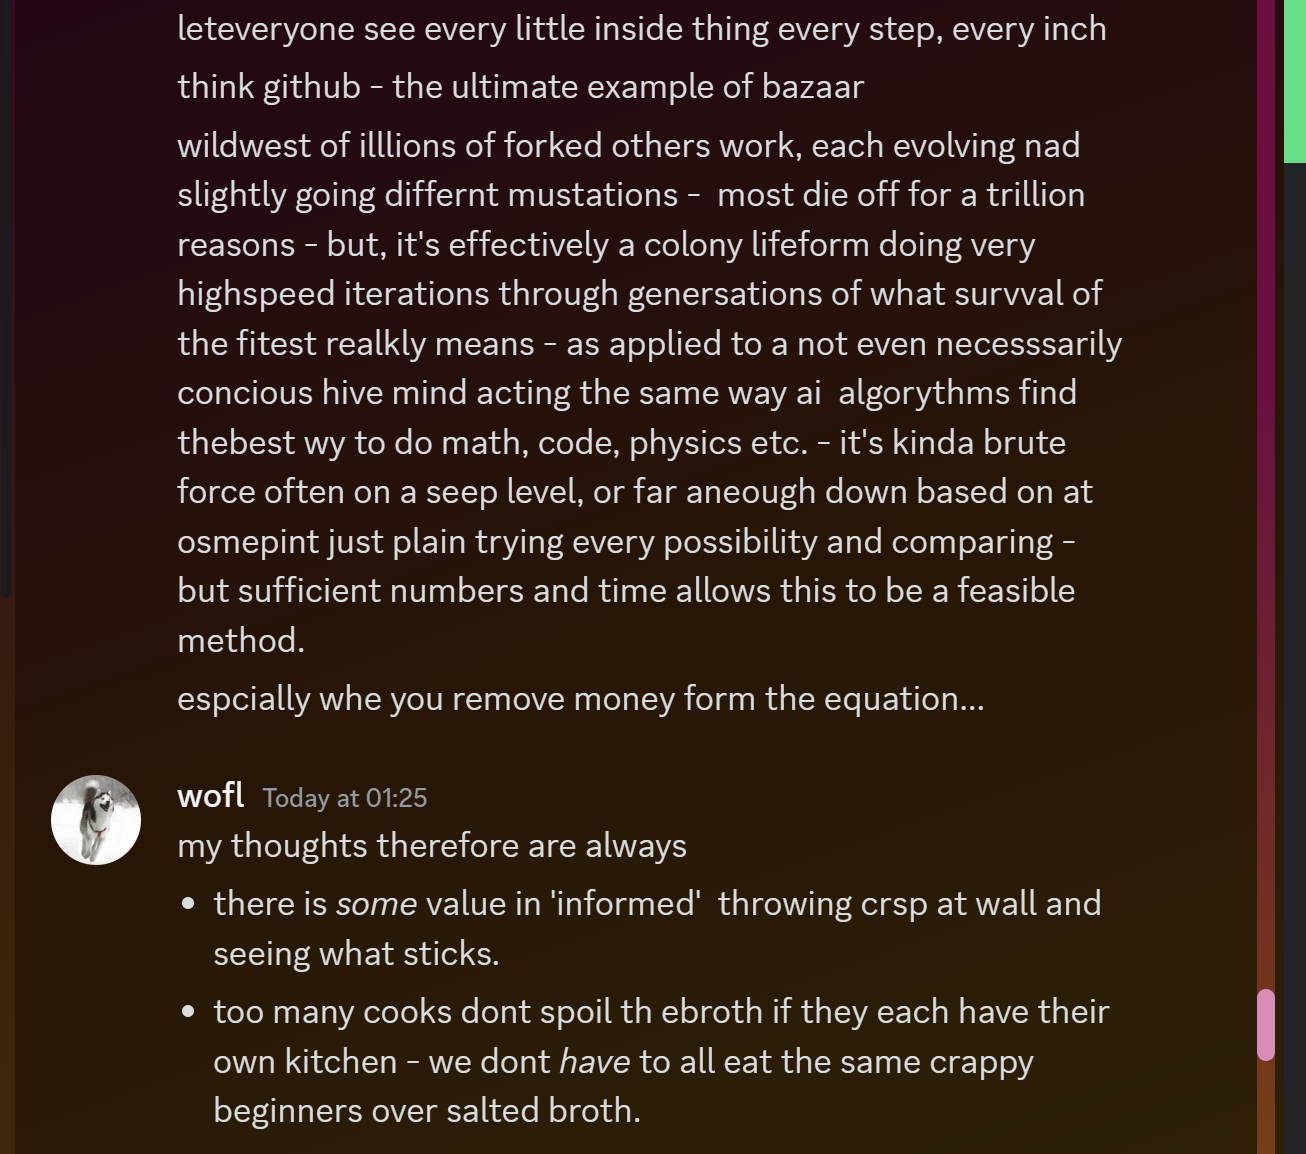 leteveryone see every little inside thing every step, every inch
think github - the ultimate example of bazaar
wildwest of illlions of forked others work, each evolving nad
slightly going differnt mustations -  most die off for a trillion
reasons - but, it's effectively a colony lifeform doing very
highspeed iterations through genersations of what survval of
the fitest realkly means - as applied to a not even necesssarily
concious hive mind acting the same way ai  algorythms find
thebest wy to do math, code, physics etc. - it's kinda brute
force often on a seep level, or far aneough down based on at
osmepint just plain trying every possibility and comparing -
but sufficient numbers and time allows this to be a feasible
method.
espcially whe you remove money form the equation...
wofl Today at 01:25
my thoughts therefore are always
• there is some value in 'informed'  throwing crsp at wall and
seeing what sticks.
• too many cooks dont spoil th ebroth if they each have their
own kitchen - we dont have to all eat the same crappy
beginners over salted broth.